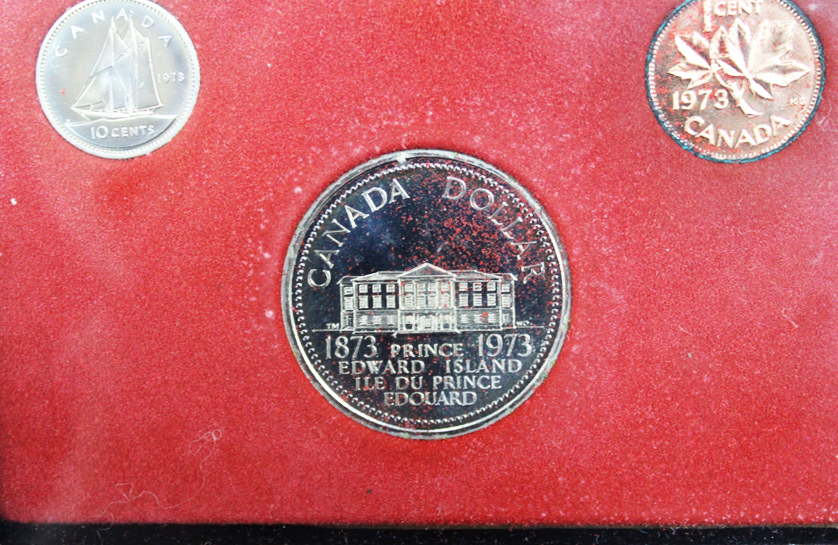 CANADA
1973
10 CENTS
1 CENT
1973
CANADA
CANADA DOLLAR
1873 PRINCE 1973
EDWARD ISLAND
ILE DU PRINCE
EDOUARD